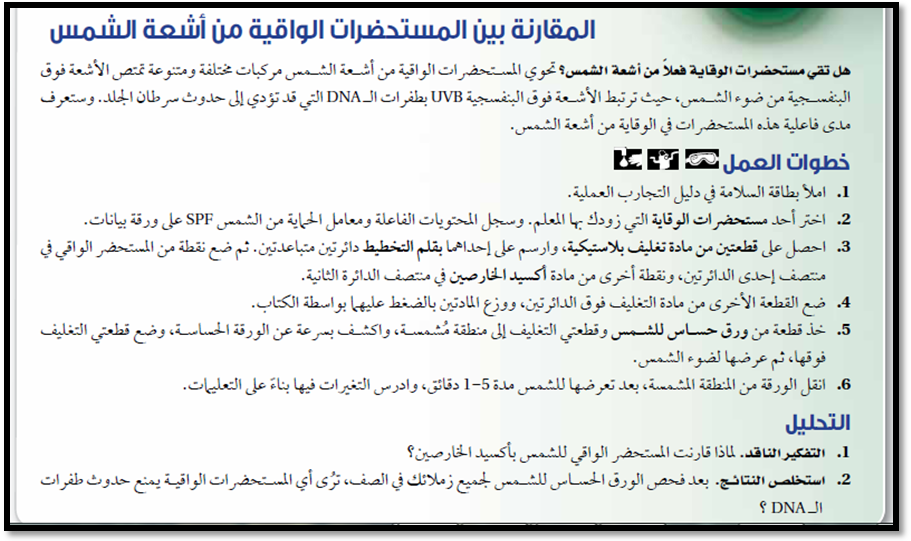 المقارنة بين المستحضرات الواقية من أشعة الشمس
هل تقي مستحضرات الوقاية فعلاً من أشعة الشمس؟ تحوي المستحضرات الواقية من أشعة الشمس مركبات مختلفة ومتنوعة تمتص الأشعة فوق
البنفسجية من ضوء الشمس، حيث ترتبط الأشعة فوق البنفسجية UVB بطفرات الـ DNA التي قد تؤدي إلى حدوث سرطان الجلد. وستعرف
مدى فاعلية هذه المستحضرات في الوقاية من أشعة الشمس.
خطوات العمل
1. املأ بطاقة السلامة في دليل التجارب العملية.
2. اختر أحد مستحضرات الوقاية التي زودك بها المعلم. وسجل المحتويات الفاعلة ومعامل الحماية من الشمس SPF على ورقة بيانات.
3. احصل على قطعتين من مادة تغليف بلاستيكية، وارسم على إحداهما بقلم التخطيط دائرتين متباعدتين. ثم ضع نقطة من المستحضر الواقي في
منتصف إحدى الدائرتين، ونقطة أخرى من مادة أكسيد الخارصين في منتصف الدائرة الثانية.
4. ضع القطعة الأخرى من مادة التغليف فوق الدائرتين، ووزع المادتين بالضغط عليهما بواسطة الكتاب.
5. خذ قطعة من ورق حساس للشمس وقطعتي التغليف إلى منطقة مُشمسة، واكشف بسرعة عن الورقة الحساسة، وضع قطعتي التغليف
فوقها، ثم عرضها لضوء الشمس.
6. انقل الورقة من المنطقة المشمسة، بعد تعرضها للشمس مدة 5–1 دقائق، وادرس التغيرات فيها بناءً على التعليمات.
التحليل
1. التفكير الناقد. لماذا قارنت المستحضر الواقي للشمس بأكسيد الخارصين؟
2. استخلص النتائج. بعد فحص الورق الحساس للشمس لجميع زملائك في الصف، ترُى أي المستحضرات الواقية يمنع حدوث طفرات
الـ DNA ؟